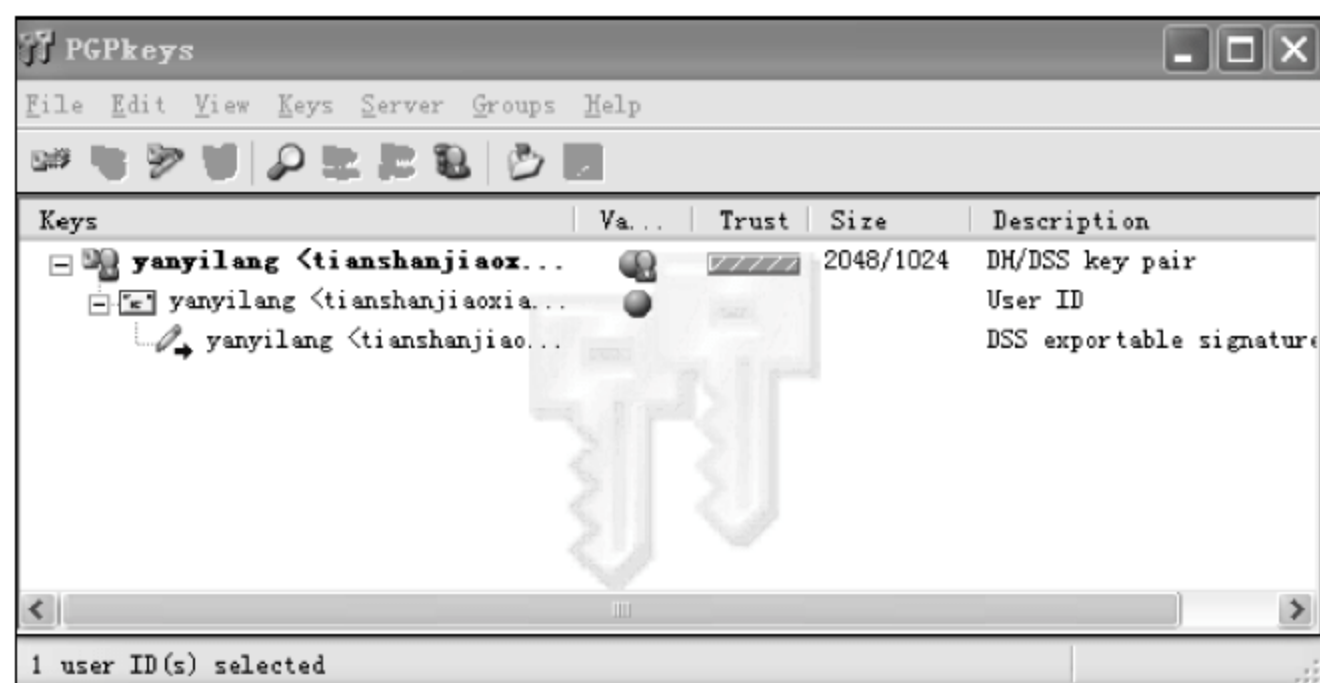 PGPkeys
File Edit View Keys Server Groups Help
Keys Va... Trust Size Description
yanyilang <tianshanjiaox... 2048/1024 DH/DSS key pair
yanyilang <tianshanjiaoxia... User ID
yanyilang <tianshanjiao... DSS exportable signature
1 user ID(s) selected